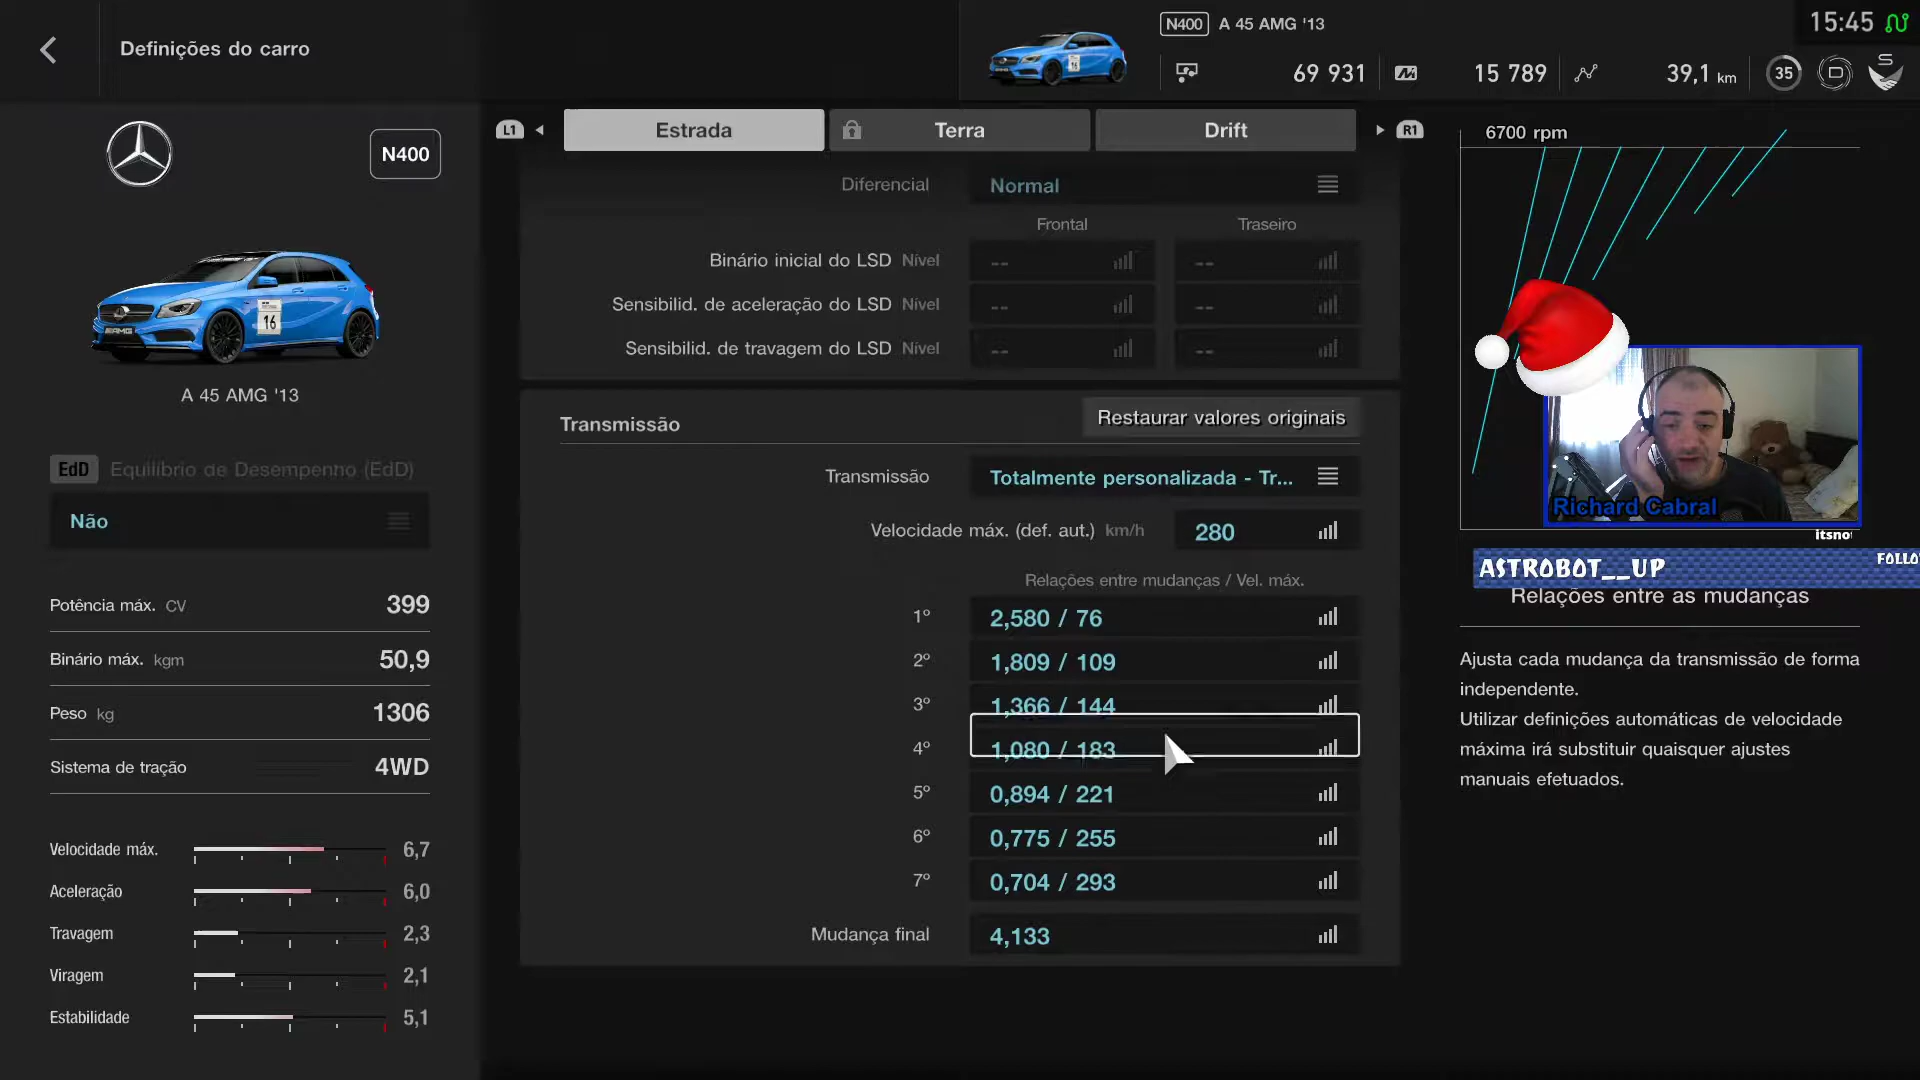 Definições do carro
N400 A 45 AMG '13
69 931
15 789
39,1 km
35
15:45
N400
A 45 AMG '13
EdD Equilíbrio de Desempenho (EdD)
Não
Potência máx. CV 399
Binário máx. kgm 50,9
Peso kg 1306
Sistema de tração 4WD
Velocidade máx. 6,7
Aceleração 6,0
Travagem 2,3
Viragem 2,1
Estabilidade 5,1
L1 Estrada Terra Drift R1
Diferencial Normal
Frontal Traseiro
Binário inicial do LSD Nível -- --
Sensibilid. de aceleração do LSD Nível -- --
Sensibilid. de travagem do LSD Nível -- --
Transmissão Restaurar valores originais
Transmissão Totalmente personalizada - Tr...
Velocidade máx. (def. aut.) km/h 280
Relações entre mudanças / Vel. máx.
1º 2,580 / 76
2º 1,809 / 109
3º 1,366 / 144
4º 1,080 / 183
5º 0,894 / 221
6º 0,775 / 255
7º 0,704 / 293
Mudança final 4,133
6700 rpm
16
Richard Cabral
itsno
ASTROBOT__UP
FOLLO
Relações entre as mudanças
Ajusta cada mudança da transmissão de forma
independente.
Utilizar definições automáticas de velocidade
máxima irá substituir quaisquer ajustes
manuais efetuados.